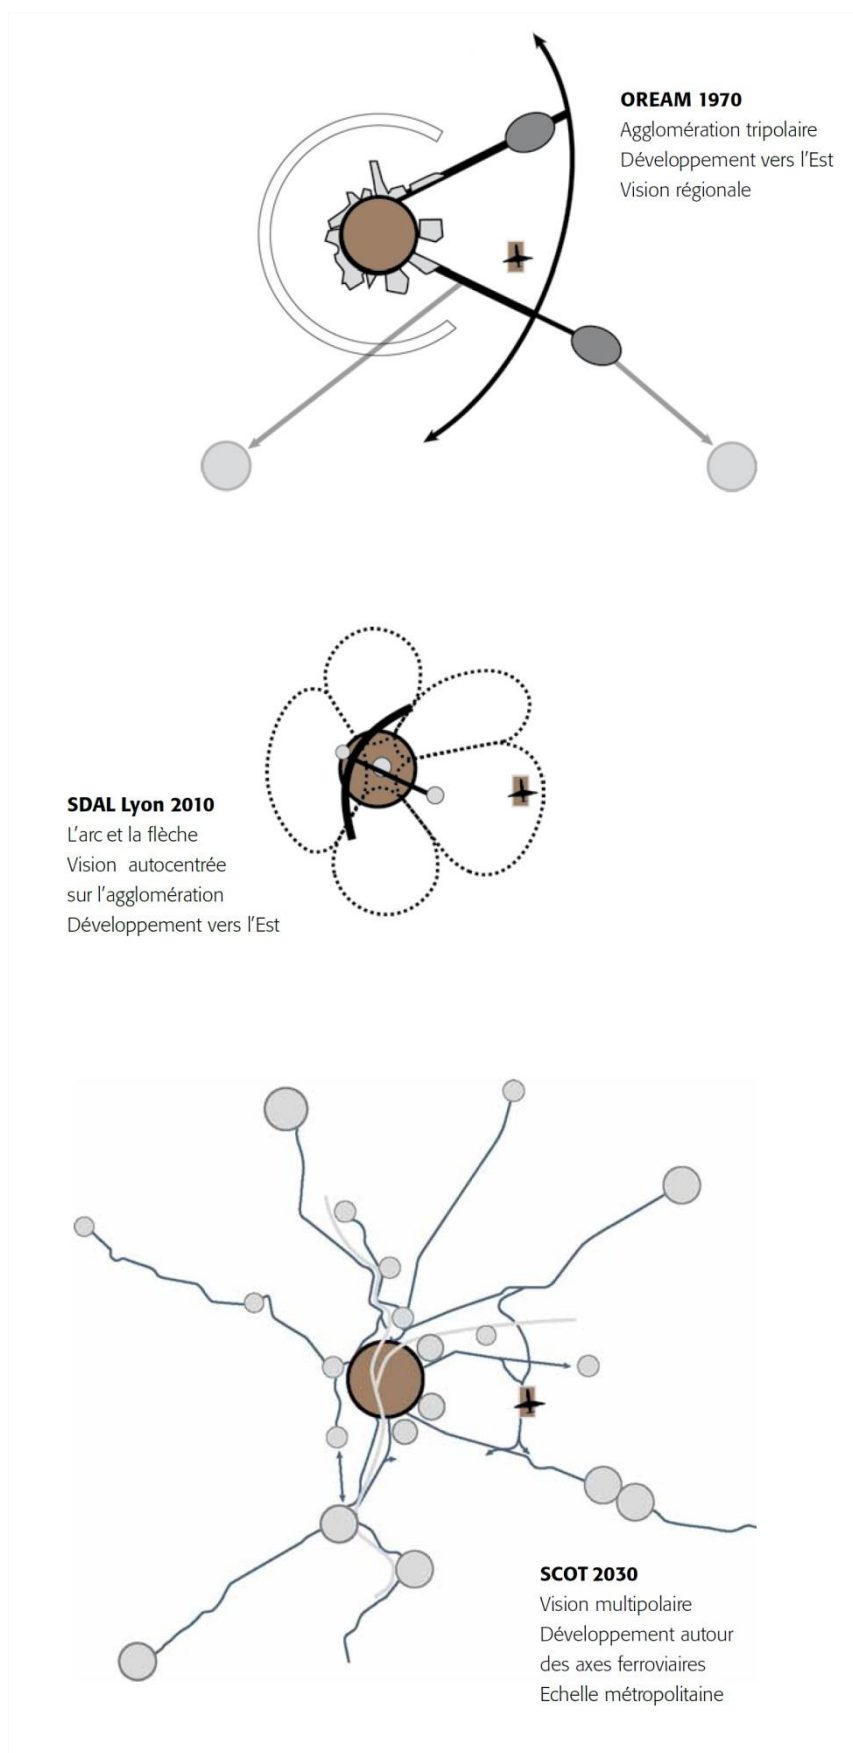 OREAM 1970
Agglomération tripolaire
Développement vers l'Est
Vision régionale
SDAL Lyon 2010
L'arc et la flèche
Vision autocentrée
sur l'agglomération
Développement vers l'Est
SCOT 2030
Vision multipolaire
Développement autour
des axes ferroviaires
Echelle métropolitaine